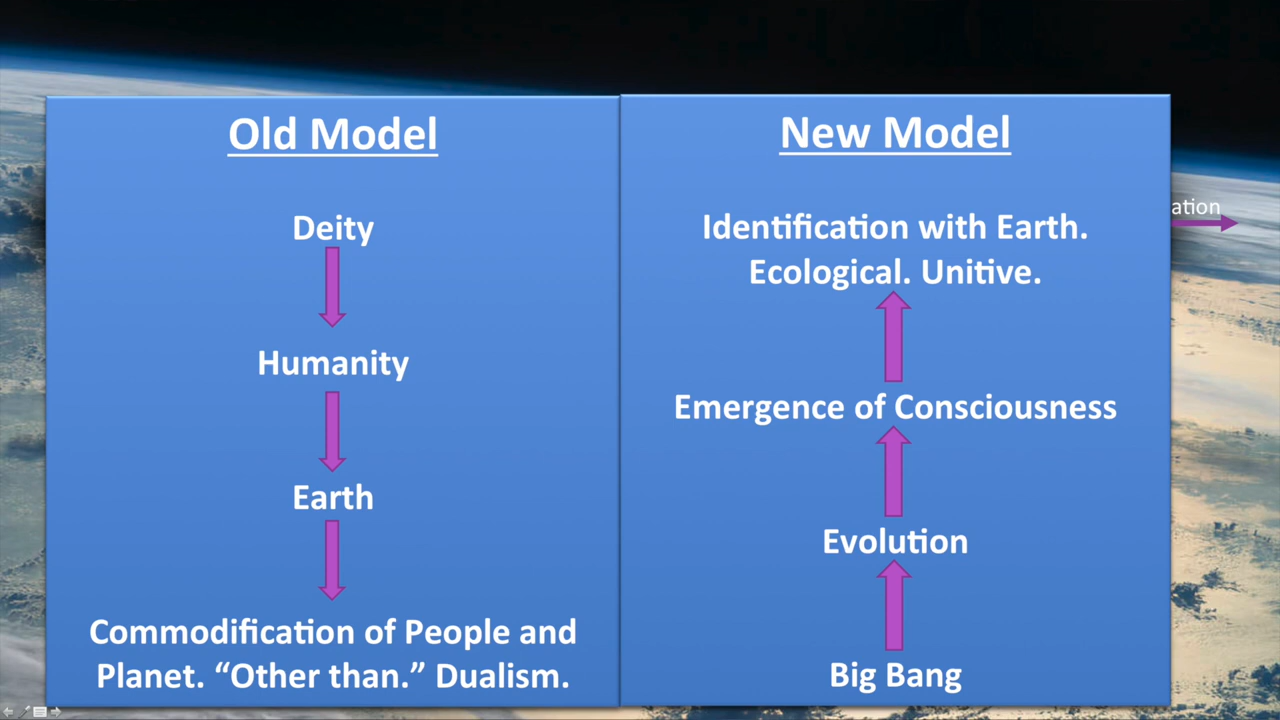 Old Model
Deity
Humanity
Earth
Commodification of People and
Planet. “Other than.” Dualism.
New Model
Identification with Earth.
Ecological. Unitive.
Emergence of Consciousness
Evolution
Big Bang